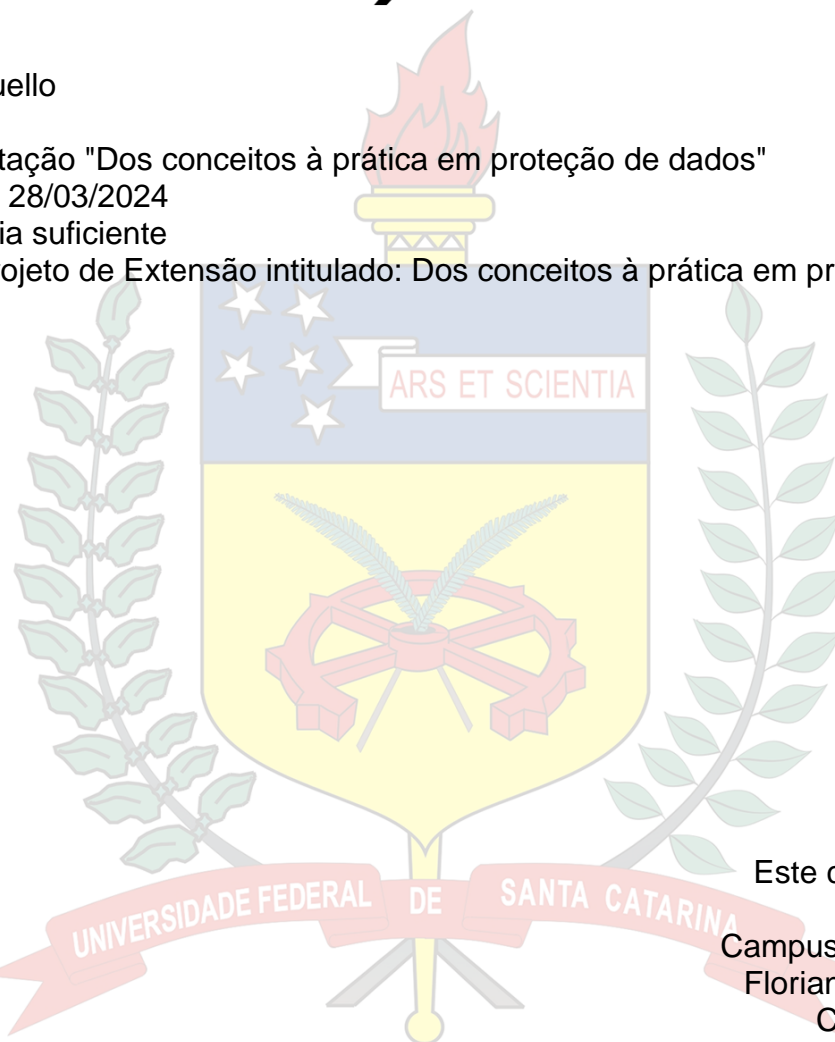 uello
tação "Dos conceitos à prática em proteção de dados"
28/03/2024
ia suficiente
ojeto de Extensão intitulado: Dos conceitos à prática em pr
ARS ET SCIENTIA
Este
UNIVERSIDADE FEDERAL DE SANTA CATARINA
Campus
Florian
C